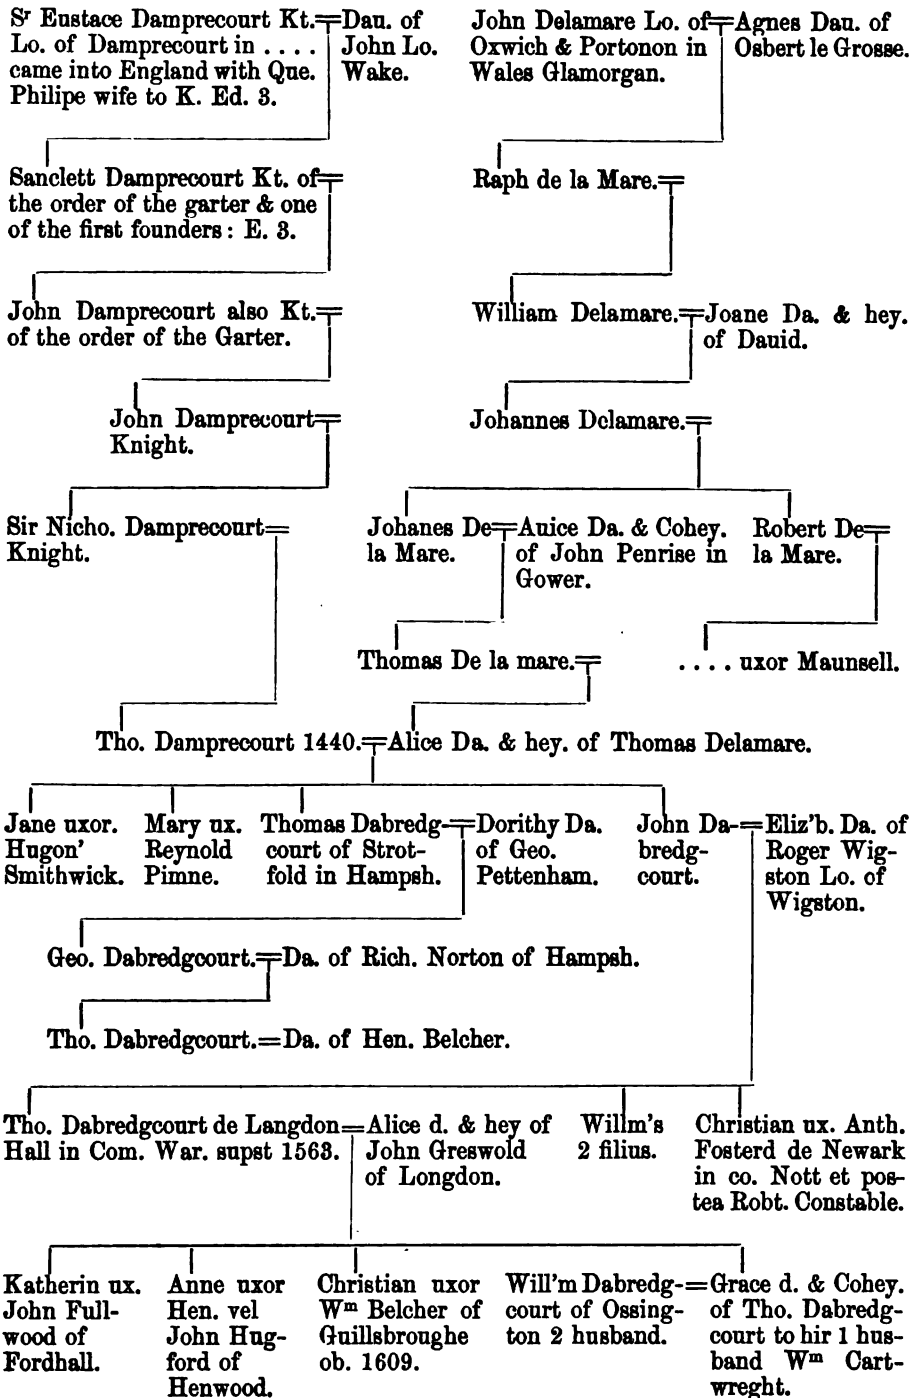 Sʳ Eustace Damprecourt Kt.
Lo. of Damprecourt in . . . .
came into England with Que.
Philipe wife to K. Ed. 3.
Dau. of
John Lo.
Wake.
John Delamare Lo. of
Oxwich & Portonon in
Wales Glamorgan.
Agnes Dau. of
Osbert le Grosse.
Sanclett Damprecourt Kt. of
the order of the garter & one
of the first founders : E. 3.
Raph de la Mare.
John Damprecourt also Kt.
of the order of the Garter.
William Delamare.
Joane Da. & hey.
of Dauid.
John Damprecourt
Knight.
Johannes Delamare.
Sir Nicho. Damprecourt
Knight.
Johanes De
la Mare.
Auice Da. & Cohey.
of John Penrise in
Gower.
Robert De
la Mare.
Thomas De la mare.
. . . . uxor Maunsell.
Tho. Damprecourt 1440.
Alice Da. & hey. of Thomas Delamare.
Jane uxor.
Hugon'
Smithwick.
Mary ux.
Reynold
Pimne.
Thomas Dabredg-
court of Strot-
fold in Hampsh.
Dorithy Da.
of Geo.
Pettenham.
John Da-
bredg-
court.
Eliz'b. Da. of
Roger Wig-
ston Lo. of
Wigston.
Geo. Dabredgcourt.
Da. of Rich. Norton of Hampsh.
Tho. Dabredgcourt.=Da. of Hen. Belcher.
Tho. Dabredgcourt de Langdon
Hall in Com. War. supst 1563.
Alice d. & hey of
John Greswold
of Longdon.
Willm's
2 filius.
Christian ux. Anth.
Fosterd de Newark
in co. Nott et pos-
tea Robt. Constable.
Katherin ux.
John Full-
wood of
Fordhall.
Anne uxor
Hen. vel
John Hug-
ford of
Henwood.
Christian uxor
Wᵐ Belcher of
Guillsbroughe
ob. 1609.
Will'm Dabredg-
court of Ossing-
ton 2 husband.
Grace d. & Cohey.
of Tho. Dabredg-
court to hir 1 hus-
band Wᵐ Cart-
wreght.